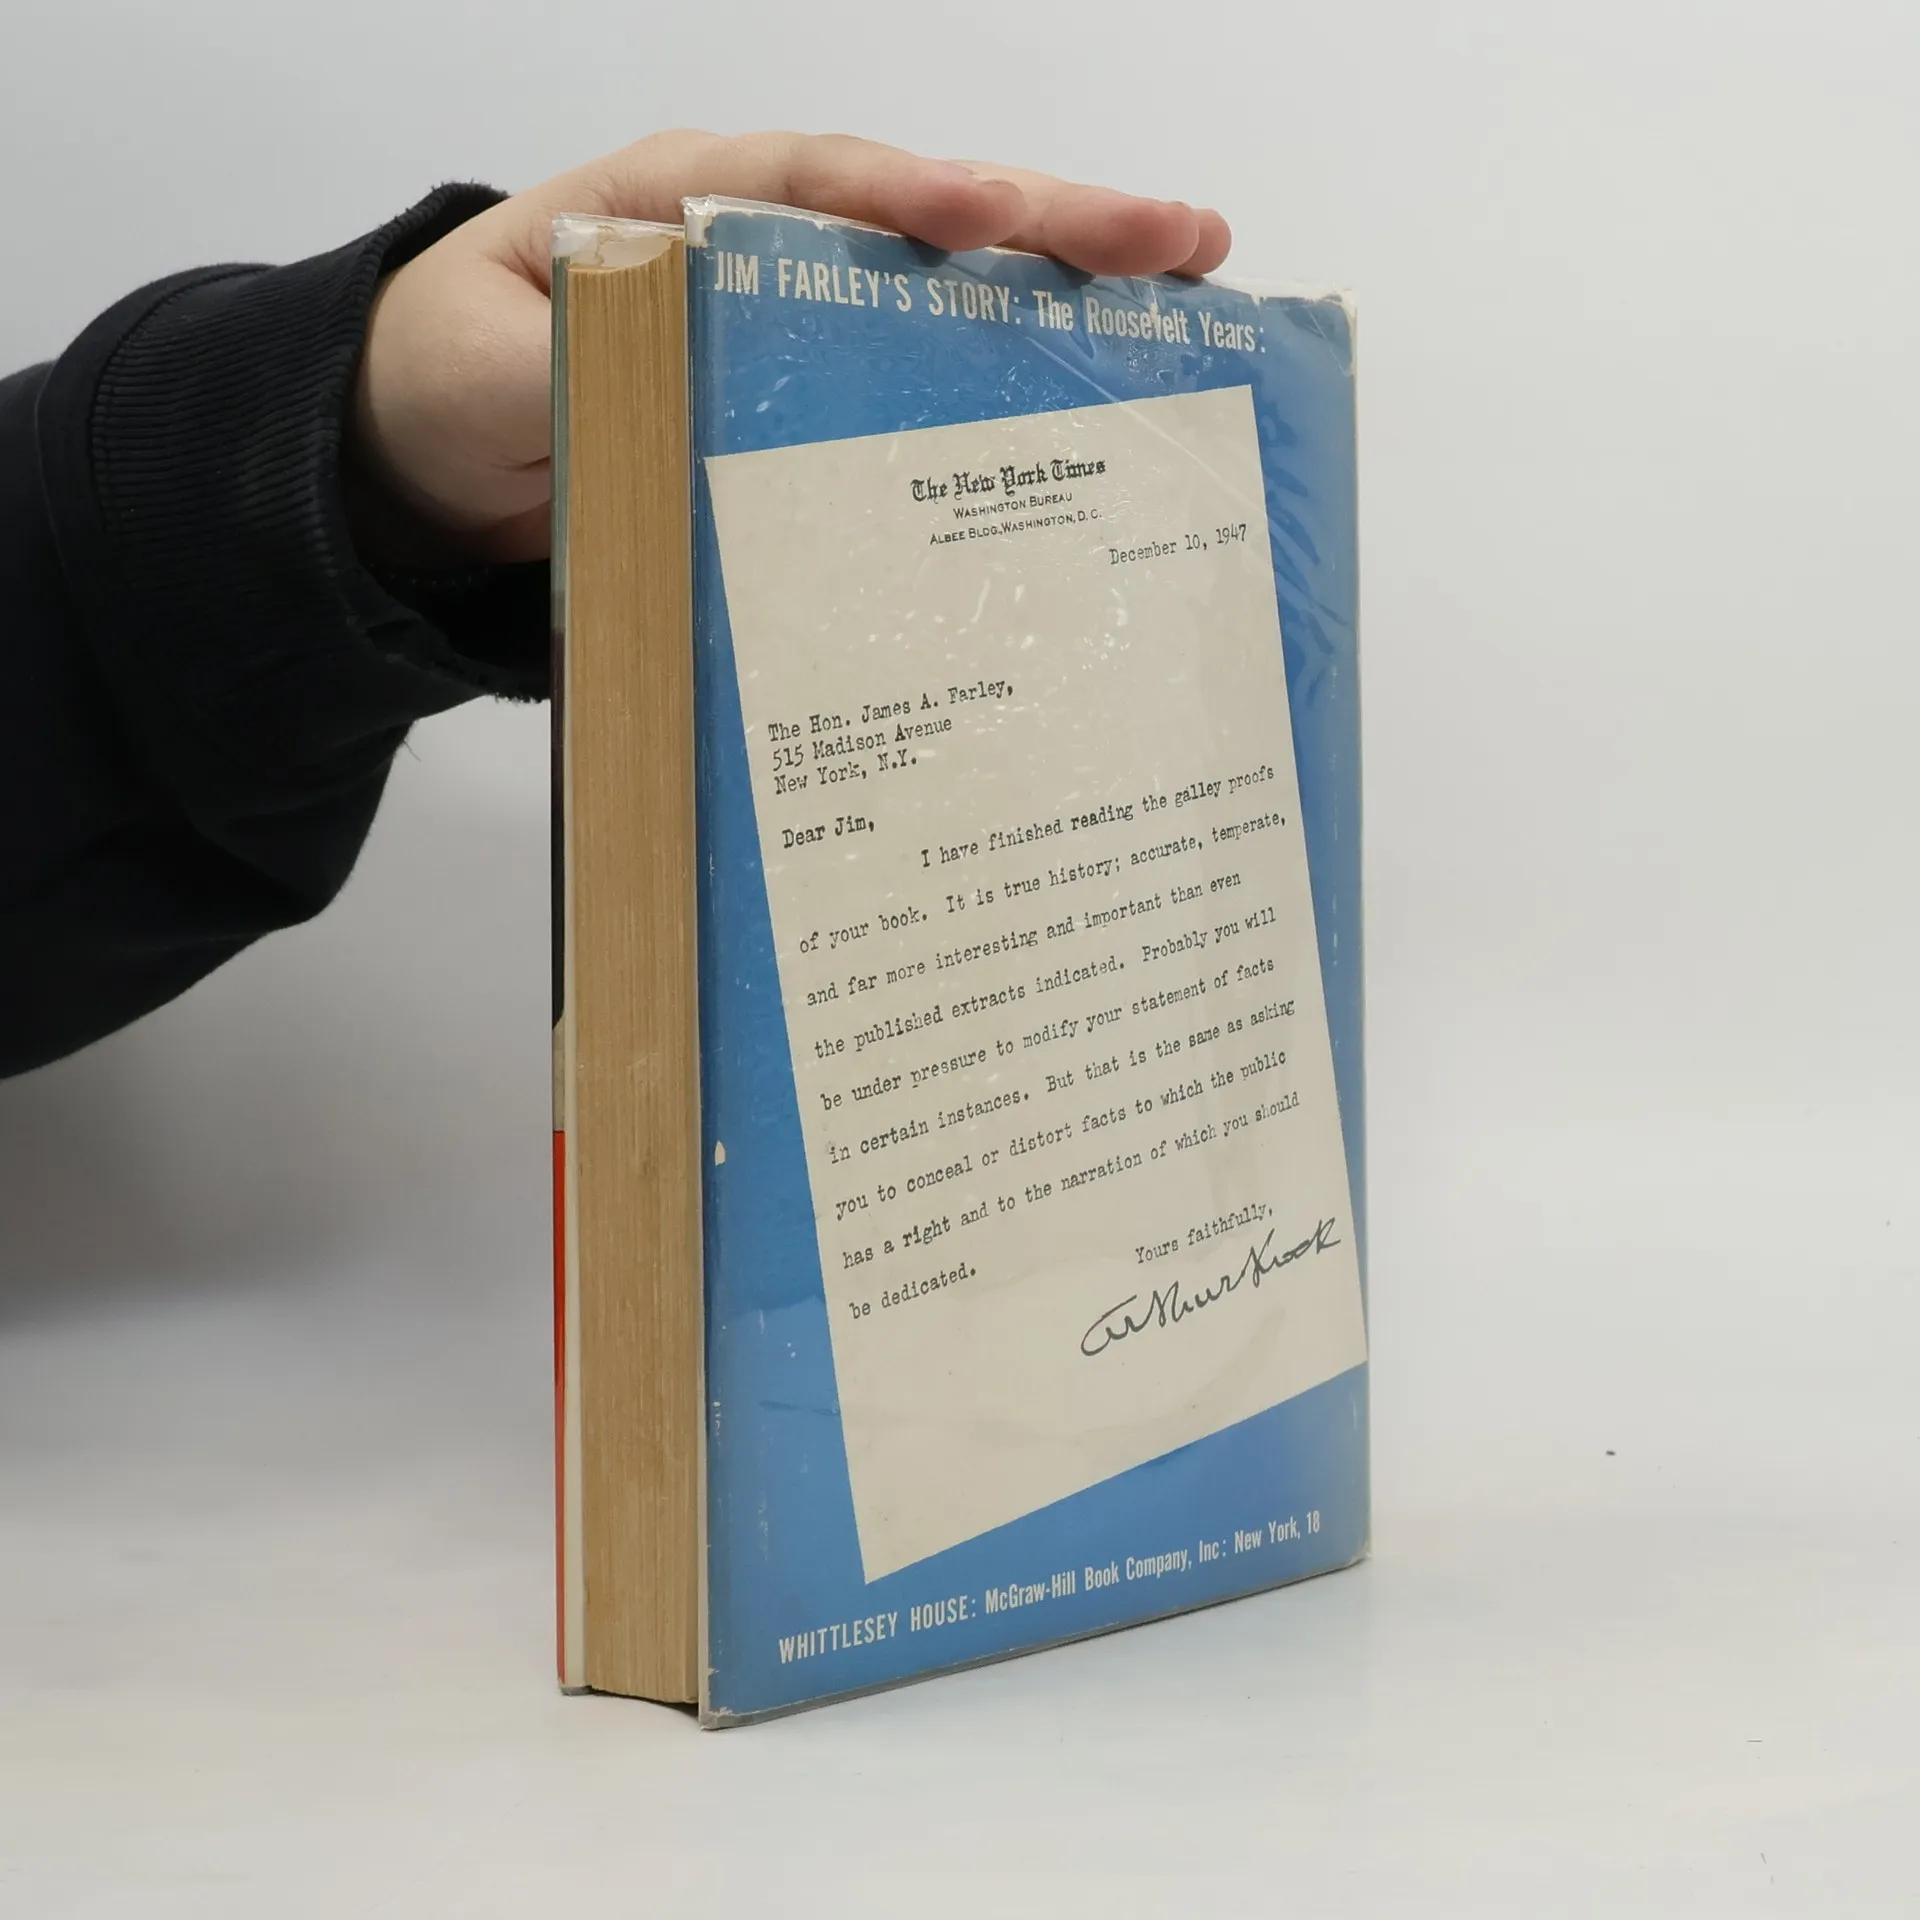 JIM FARLEY'S STORY: The Roosevelt Years:
The New York Times
WASHINGTON BUREAU
ALBEE BLDG., WASHINGTON, D. C.
December 10, 1947
The Hon. James A. Farley,
515 Madison Avenue
New York, N.Y.
Dear Jim,
I have finished reading the galley proofs
of your book. It is true history; accurate, temperate,
and far more interesting and important than even
the published extracts indicated. Probably you will
be under pressure to modify your statement of facts
in certain instances. But that is the same as asking
you to conceal or distort facts to which the public
has a right and to the narration of which you should
be dedicated.
Yours faithfully,
Arthur Krock
WHITTLESEY HOUSE: McGraw-Hill Book Company, Inc: New York, 18